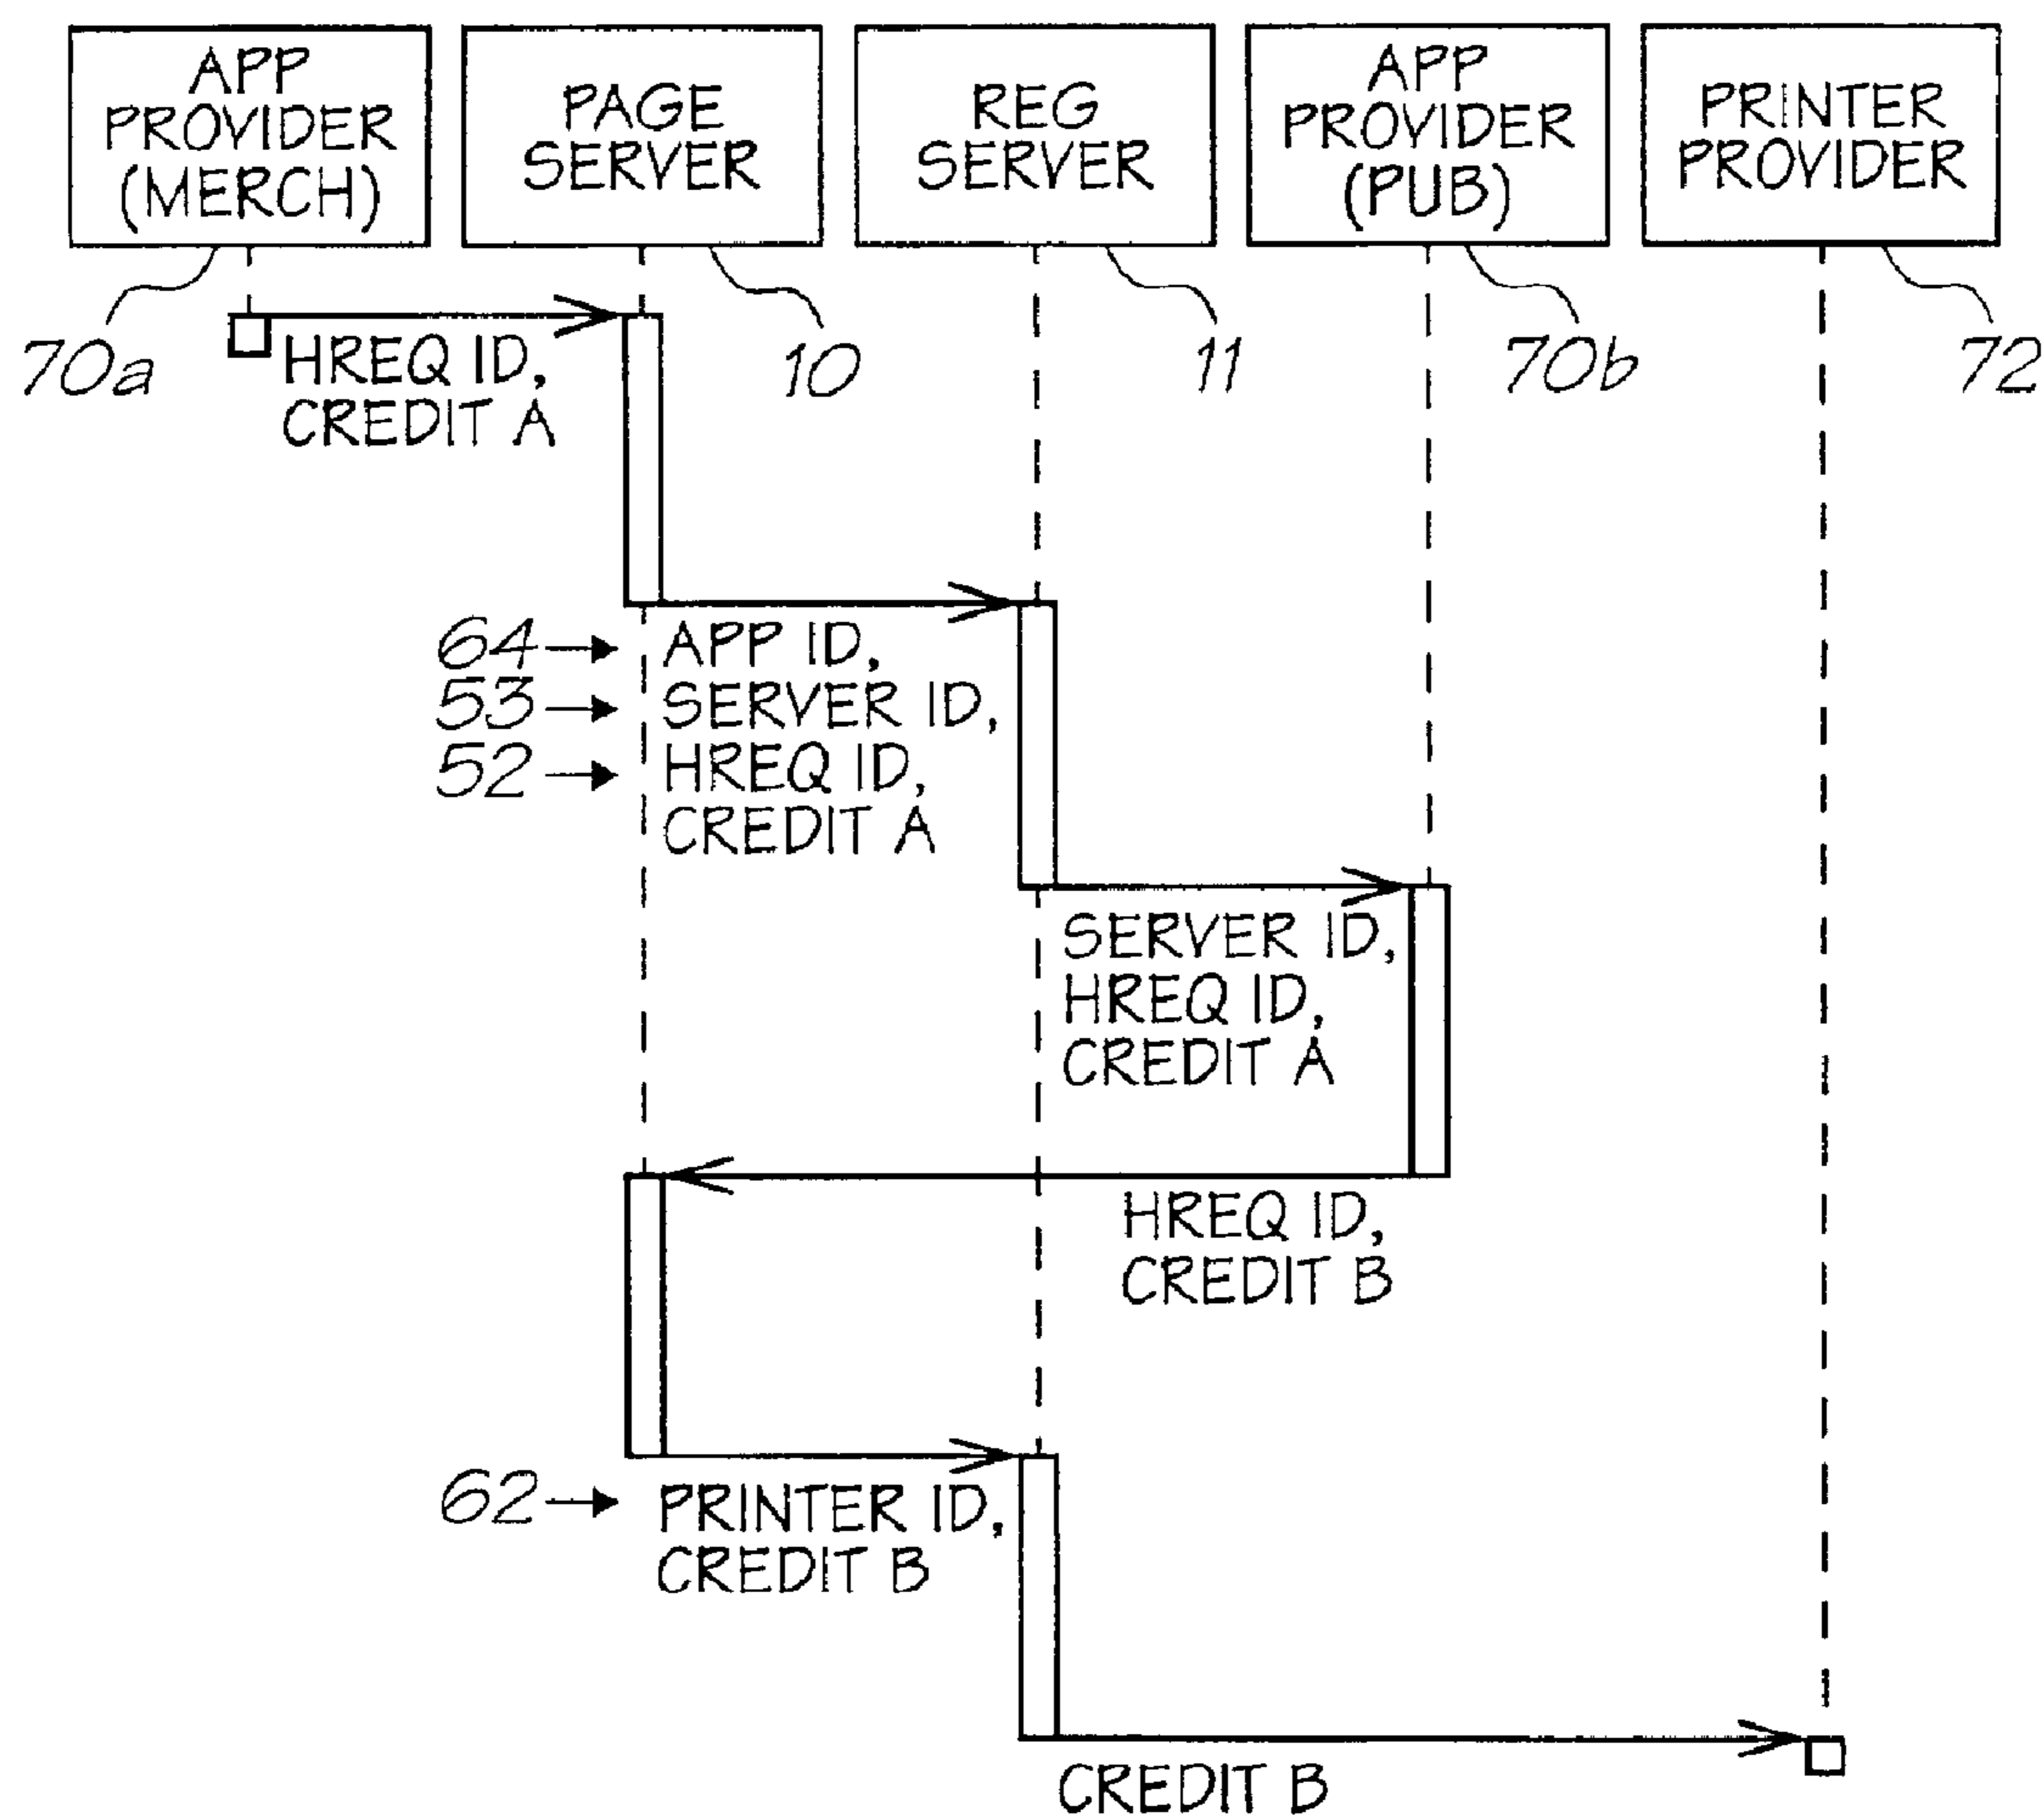 APP
PROVIDER
(MERCH)
PAGE
SERVER
REG
SERVER
APP
PROVIDER
(PUB)
PRINTER
PROVIDER
70a
10
11
70b
72
HREQ ID,
CREDIT A
64
APP ID,
53
SERVER ID,
52
HREQ ID,
CREDIT A
SERVER ID,
HREQ ID,
CREDIT A
HREQ ID,
CREDIT B
62
PRINTER ID,
CREDIT B
CREDIT B